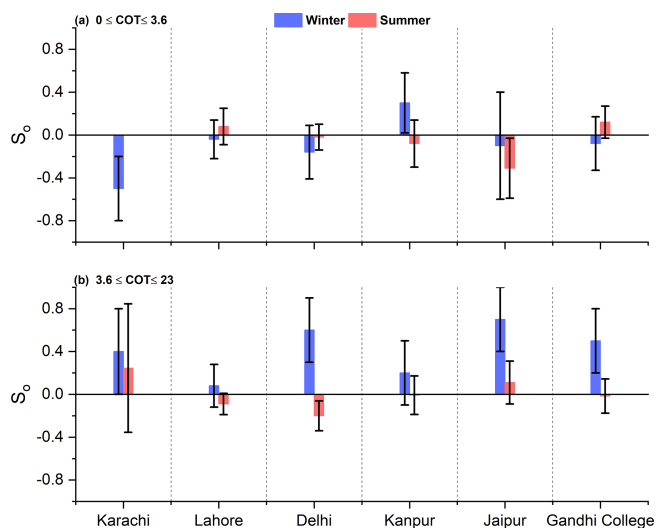 (a) 0 ≤ COT≤ 3.6
Winter Summer
0.8
0.4
0.0
-0.4
-0.8
So
(b) 3.6 ≤ COT≤ 23
0.8
0.4
0.0
-0.4
-0.8
So
Karachi Lahore Delhi Kanpur Jaipur Gandhi College